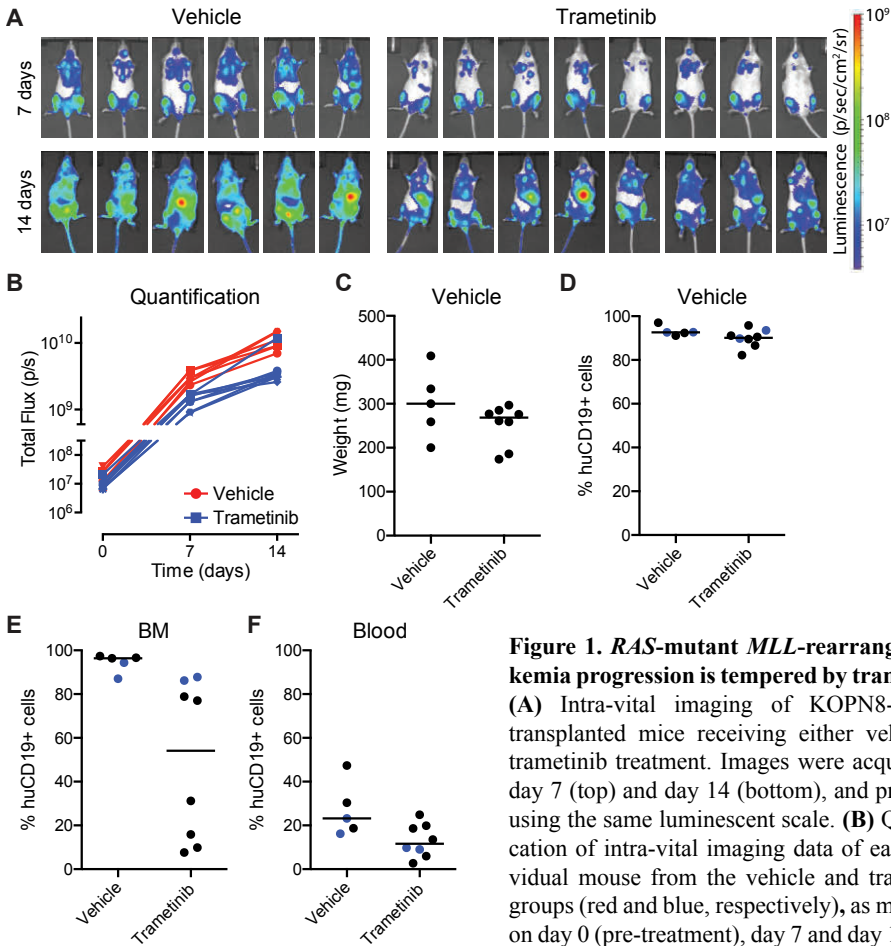 A
Vehicle
Trametinib
7 days
14 days
Luminescence (p/sec/cm²/sr)
10⁹
10⁸
10⁷
B
Quantification
Total Flux (p/s)
10¹⁰
10⁹
10⁸
10⁷
10⁶
Vehicle
Trametinib
0
7
14
Time (days)
C
Vehicle
Weight (mg)
500
400
300
200
100
0
Vehicle
Trametinib
D
Vehicle
% huCD19+ cells
100
80
60
40
20
0
Vehicle
Trametinib
E
BM
% huCD19+ cells
100
80
60
40
20
0
Vehicle
Trametinib
F
Blood
% huCD19+ cells
100
80
60
40
20
0
Vehicle
Trametinib
Figure 1. RAS-mutant MLL-rearrang
kemia progression is tempered by tram
(A) Intra-vital imaging of KOPN8-
transplanted mice receiving either vel
trametinib treatment. Images were acqu
day 7 (top) and day 14 (bottom), and pr
using the same luminescent scale. (B) Q
cation of intra-vital imaging data of ea
vidual mouse from the vehicle and tra
groups (red and blue, respectively), as m
on day 0 (pre-treatment), day 7 and day 1